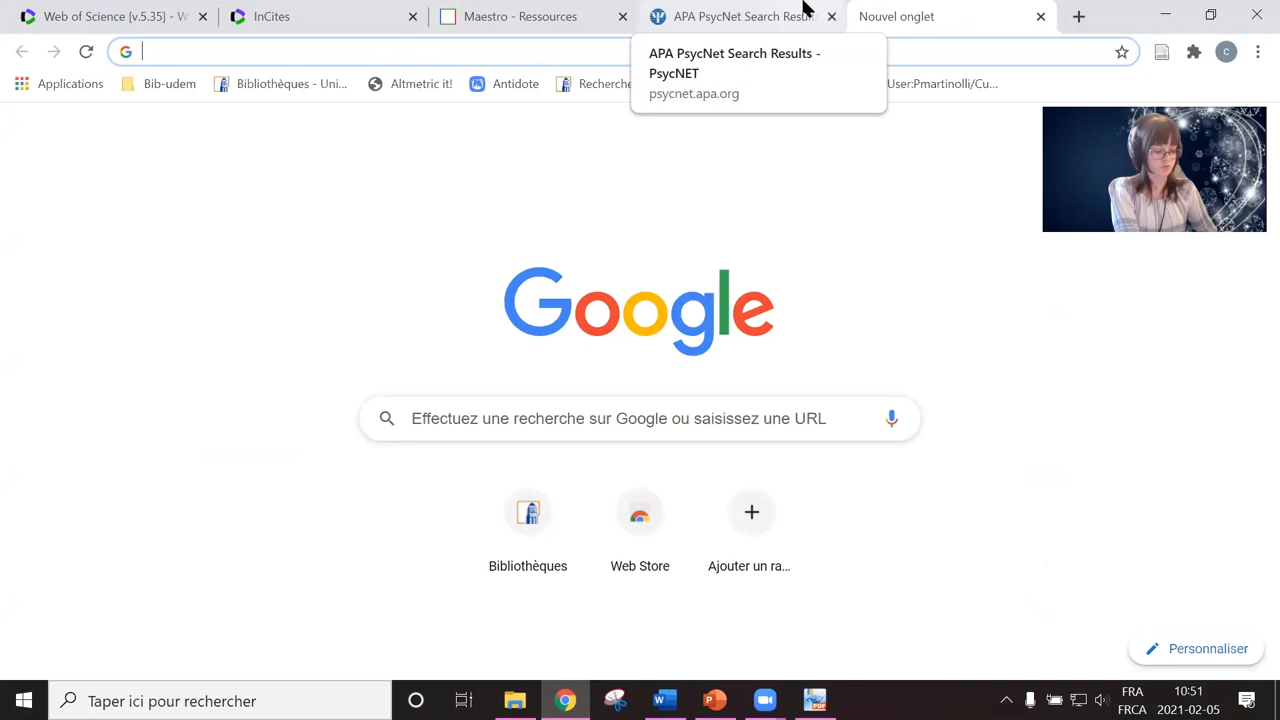 Web of Science [v.5.35] - W
InCites
Maestro - Ressources
APA PsycNet Search Resu
Nouvel onglet
Applications
Bib-udem
Bibliothèques - Uni...
Altmetric it!
Antidote
Recherche
User:Pmartinolli/Cu...
APA PsycNet Search Results -
PsycNET
psycnet.apa.org
c
Google
Effectuez une recherche sur Google ou saisissez une URL
Bibliothèques
Web Store
Ajouter un ra...
Personnaliser
Taper ici pour rechercher
FRA
FRCA
10:51
2021-02-05